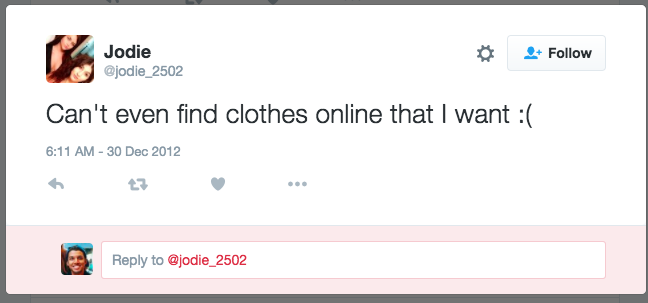 Jodie
@jodie_2502
Follow
Can't even find clothes online that I want :(
6:11 AM - 30 Dec 2012
Reply to @jodie_2502